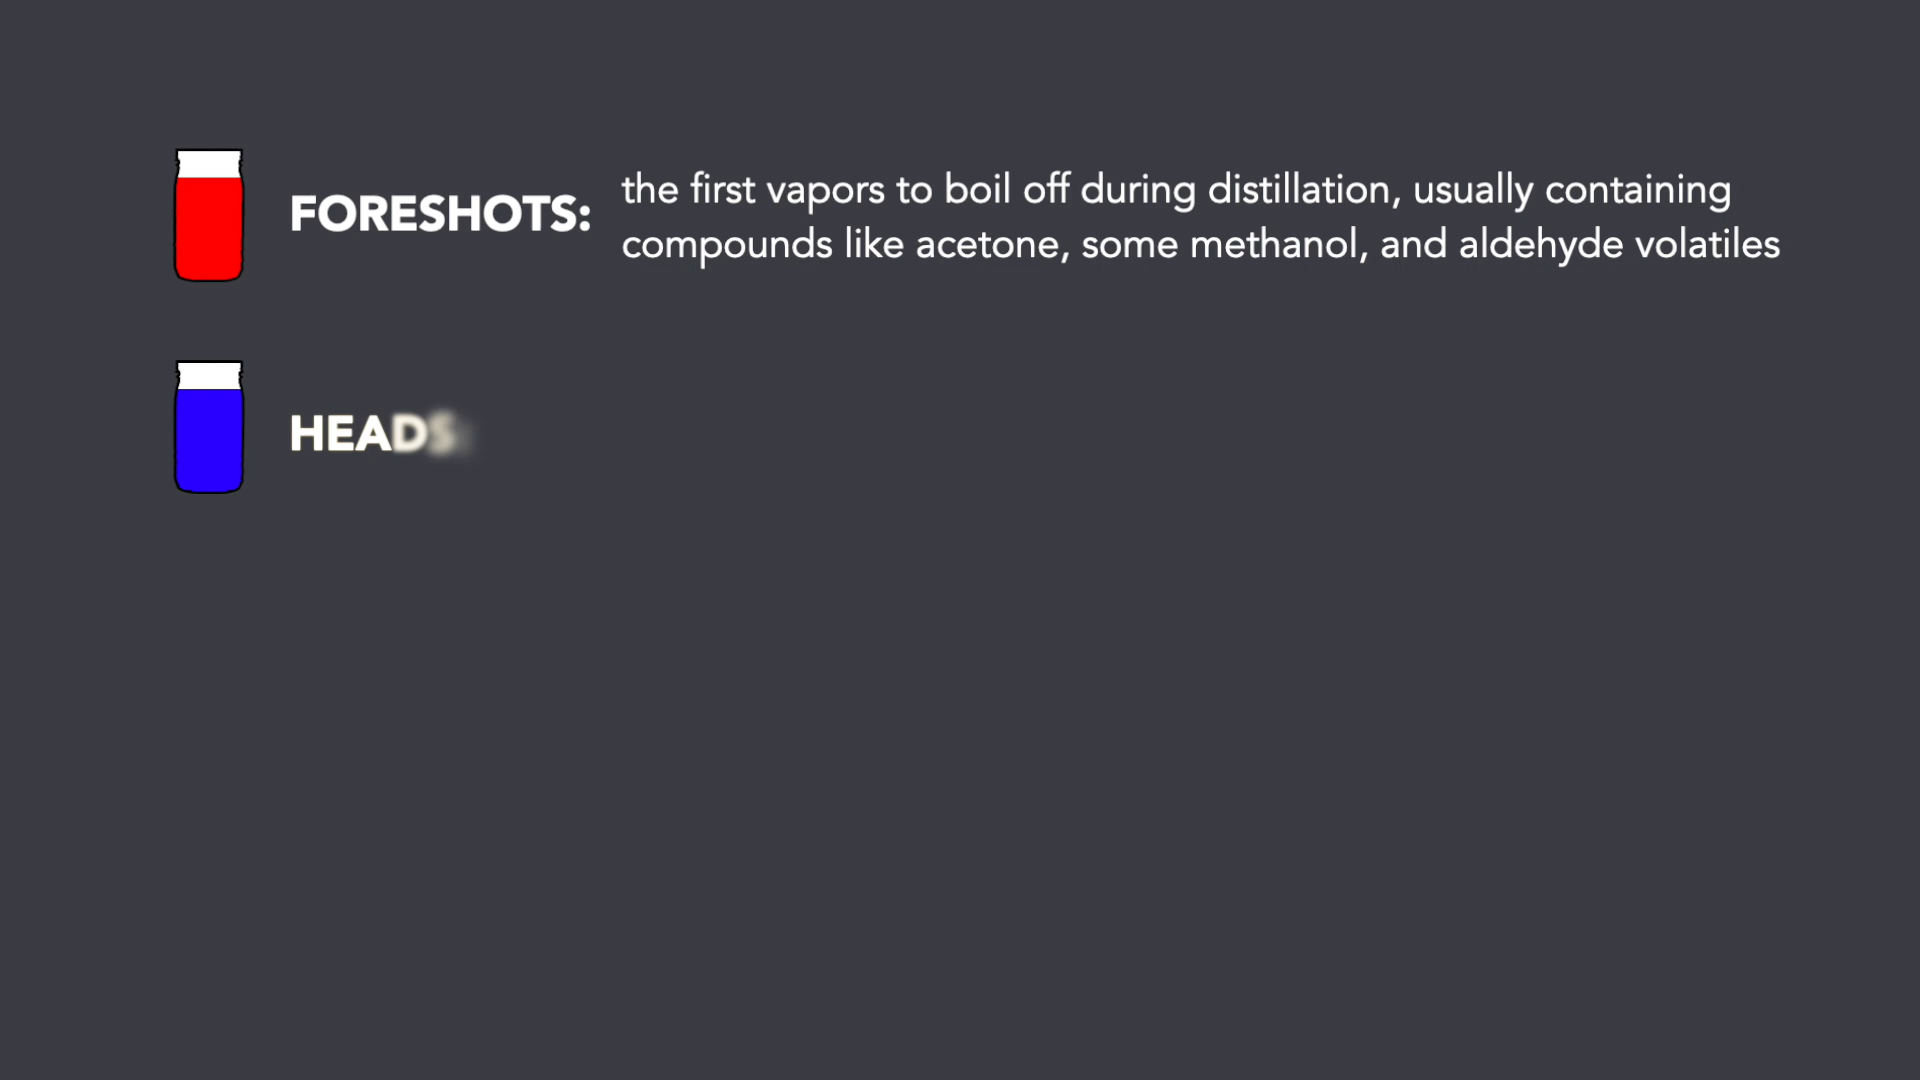 FORESHOTS:
the first vapors to boil off during distillation, usually containing
compounds like acetone, some methanol, and aldehyde volatiles
HEADS: